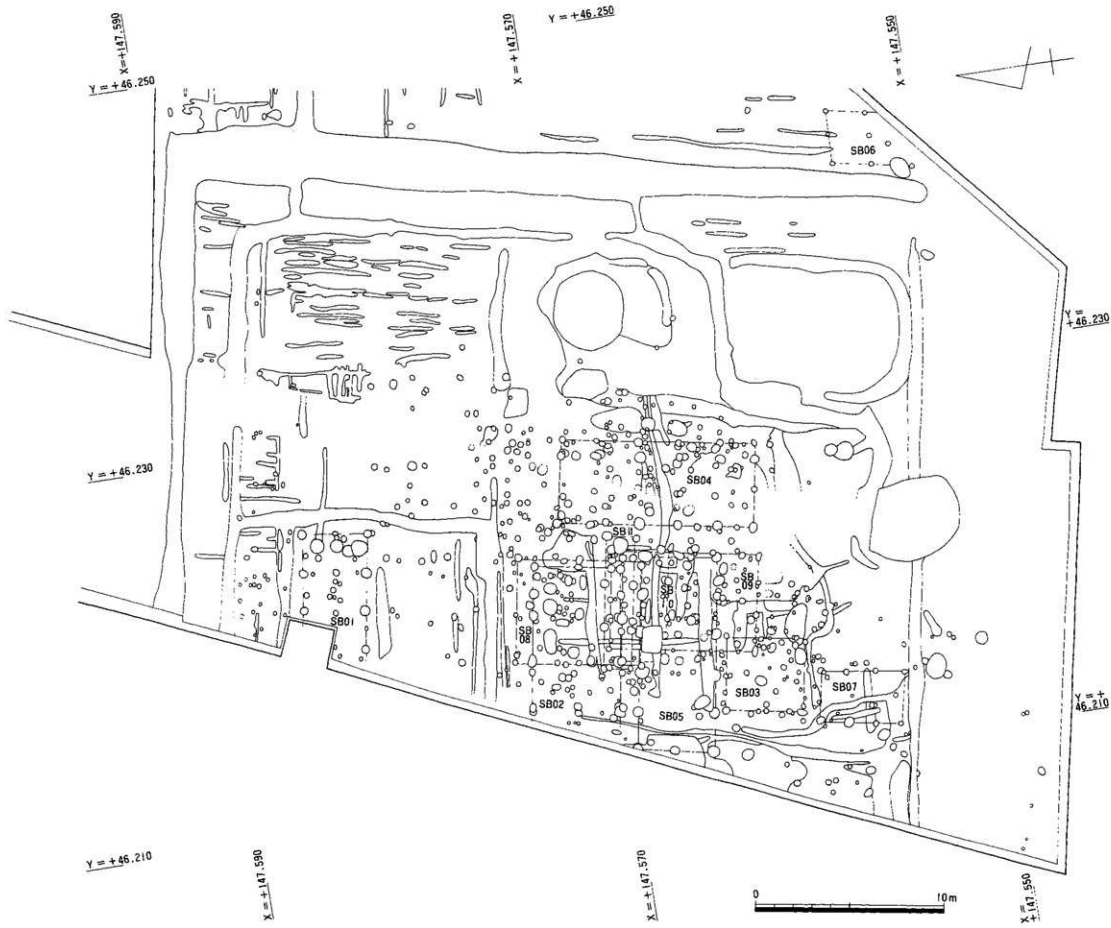 X=+147.590
Y=+46.250
X=+147.570
Y=+46.250
X=+147.550
SB06
Y=
+46.230
Y=+46.230
SB04
SB11
SB
09
SB
10
SB01
SB
08
SB02
SB05
SB03
SB07
Y=+
46.210
Y=+46.210
X=+147.590
X=+147.570
X=
+147.550
0
10m